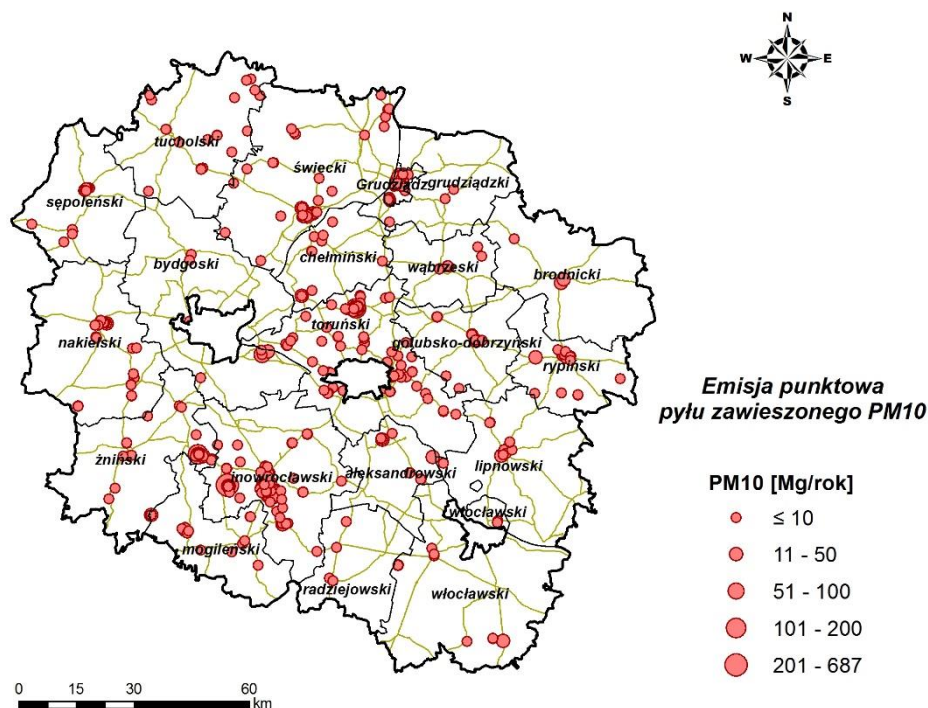 N
W E
S
tucholski
świecki
Grudziądz
grudziądzki
sępoleński
bydgoski
chełmiński
wąbrzeski
brodnicki
nakielski
toruński
golubsko-dobrzyński
rypiński
Emisja punktowa
pyłu zawieszonego PM10
żniński
inowrocławski
aleksandrowski
lipnowski
włocławski
mogileński
radziejowski
włocławski
PM10 [Mg/rok]
≤ 10
11 - 50
51 - 100
101 - 200
201 - 687
0 15 30 60
km